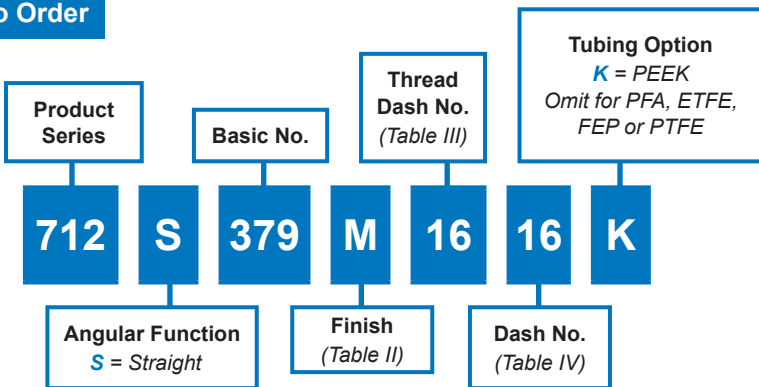 o Order
Tubing Option
K = PEEK
Omit for PFA, ETFE,
FEP or PTFE
Thread
Dash No.
(Table III)
Product
Series
Basic No.
712 S 379 M 16 16 K
Angular Function
S = Straight
Finish
(Table II)
Dash No.
(Table IV)